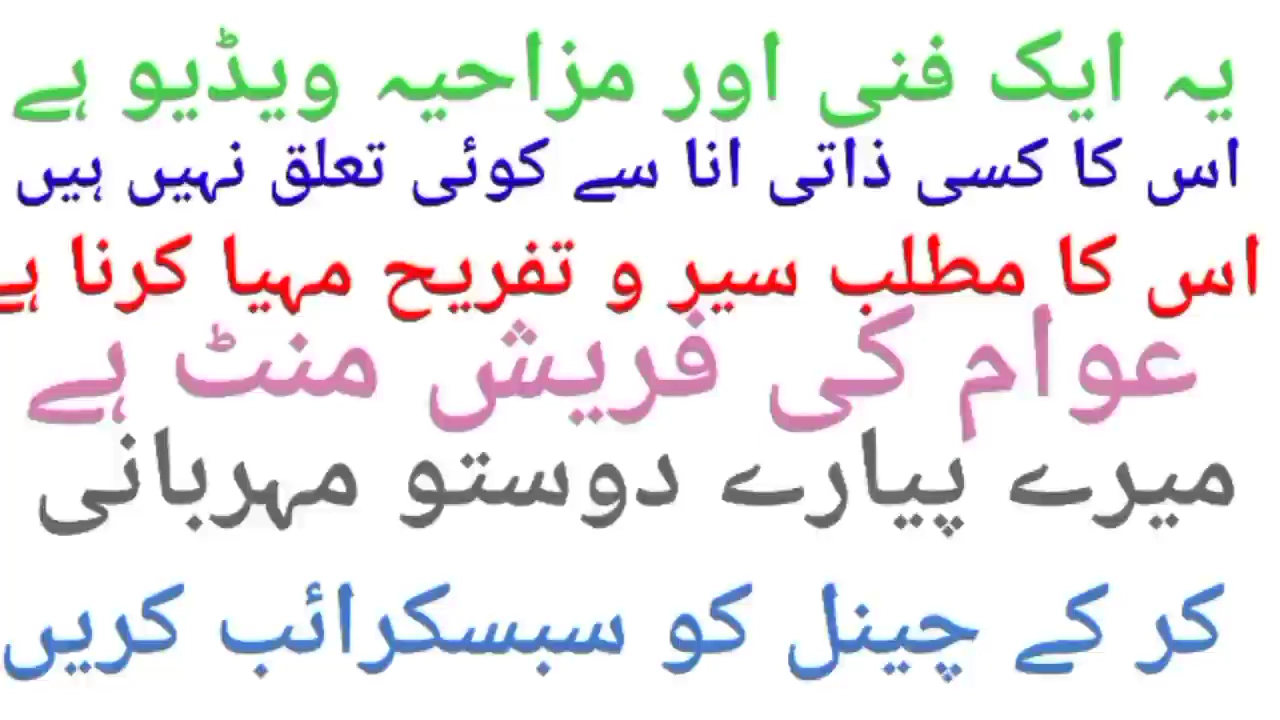 یہ ایک فنی اور مزاحیہ ویڈیو ہے
اس کا کسی ذاتی انا سے کوئی تعلق نہیں ہیں
اس کا مطلب سیر و تفریح مہیا کرنا ہے
عوام کی فریش منٹ ہے
میرے پیارے دوستو مہربانی
کر کے چینل کو سبسکرائب کریں